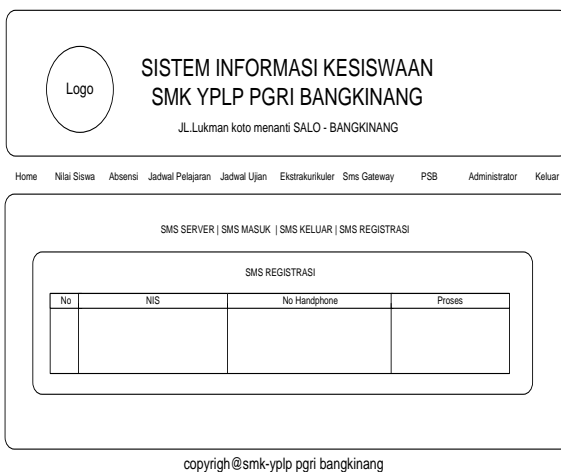 Logo
SISTEM INFORMASI KESISWAAN
SMK YPLP PGRI BANGKINANG
JL.Lukman koto menanti SALO - BANGKINANG
Home Nilai Siswa Absensi Jadwal Pelajaran Jadwal Ujian Ekstrakurikuler Sms Gateway PSB Administrator Keluar
SMS SERVER | SMS MASUK | SMS KELUAR | SMS REGISTRASI
SMS REGISTRASI
No NIS No Handphone Proses
copyrigh@smk-yplp pgri bangkinang